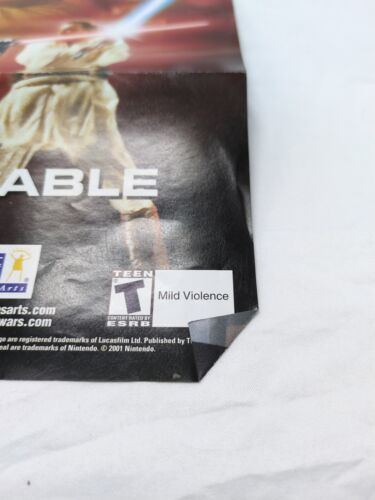 ABLE
Arts
sarts.com
wars.com
TEEN
T
Mild Violence
CONTENT RATED BY
ESRB
ge are registered trademarks of Lucasfilm Ltd. Published by T
eal are trademarks of Nintendo. © 2001 Nintendo.